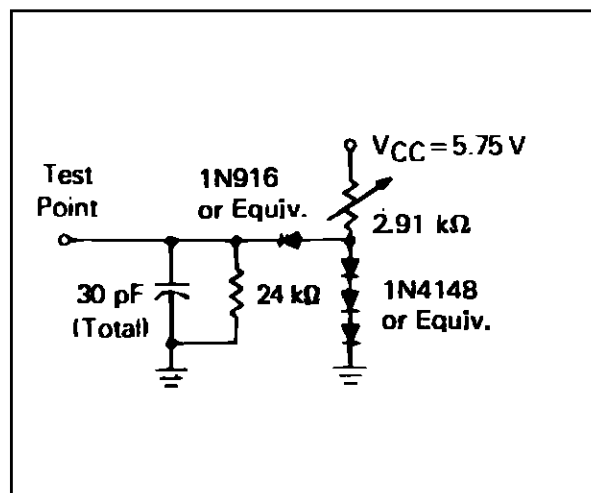 VCC = 5.75 V
Test
Point
1N916
or Equiv.
2.91 kΩ
30 pF
(Total)
24 kΩ
1N4148
or Equiv.